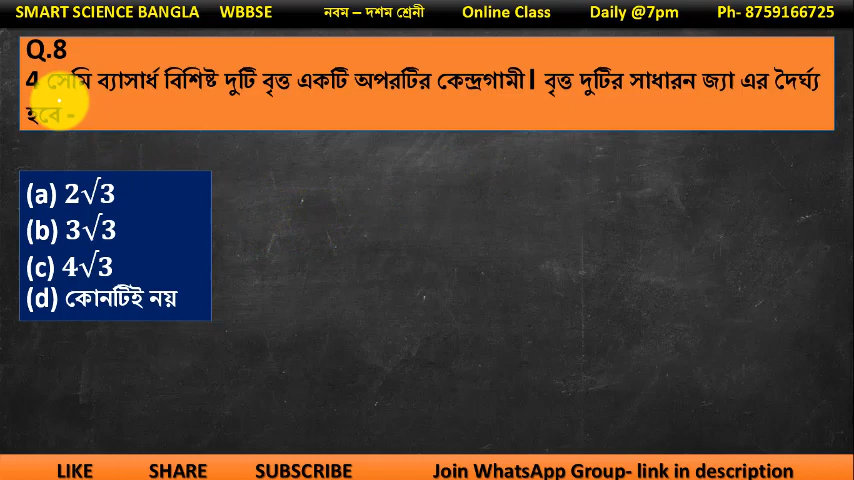 SMART SCIENCE BANGLA WBBSE নবম – দশম শ্রেনী Online Class Daily @7pm Ph- 8759166725
Q.8
4 সেমি ব্যাসার্ধ বিশিষ্ট দুটি বৃত্ত একটি অপরটির কেন্দ্রগামী। বৃত্ত দুটির সাধারন জ্যা এর দৈর্ঘ্য
হবে -
(a) 2√3
(b) 3√3
(c) 4√3
(d) কোনটিই নয়
LIKE SHARE SUBSCRIBE Join WhatsApp Group- link in description